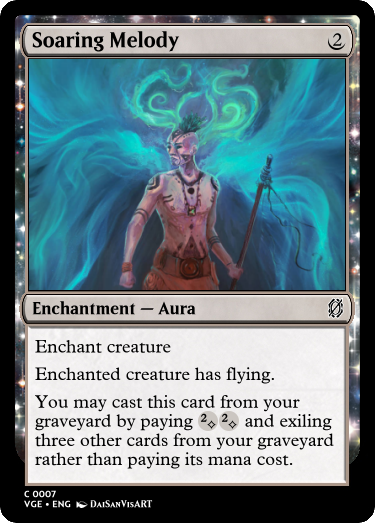 Soaring Melody 2
Enchantment — Aura
Enchant creature
Enchanted creature has flying.
You may cast this card from your
graveyard by paying 2 2 and exiling
three other cards from your graveyard
rather than paying its mana cost.
C 0007
VGE • ENG DaiSanVisART